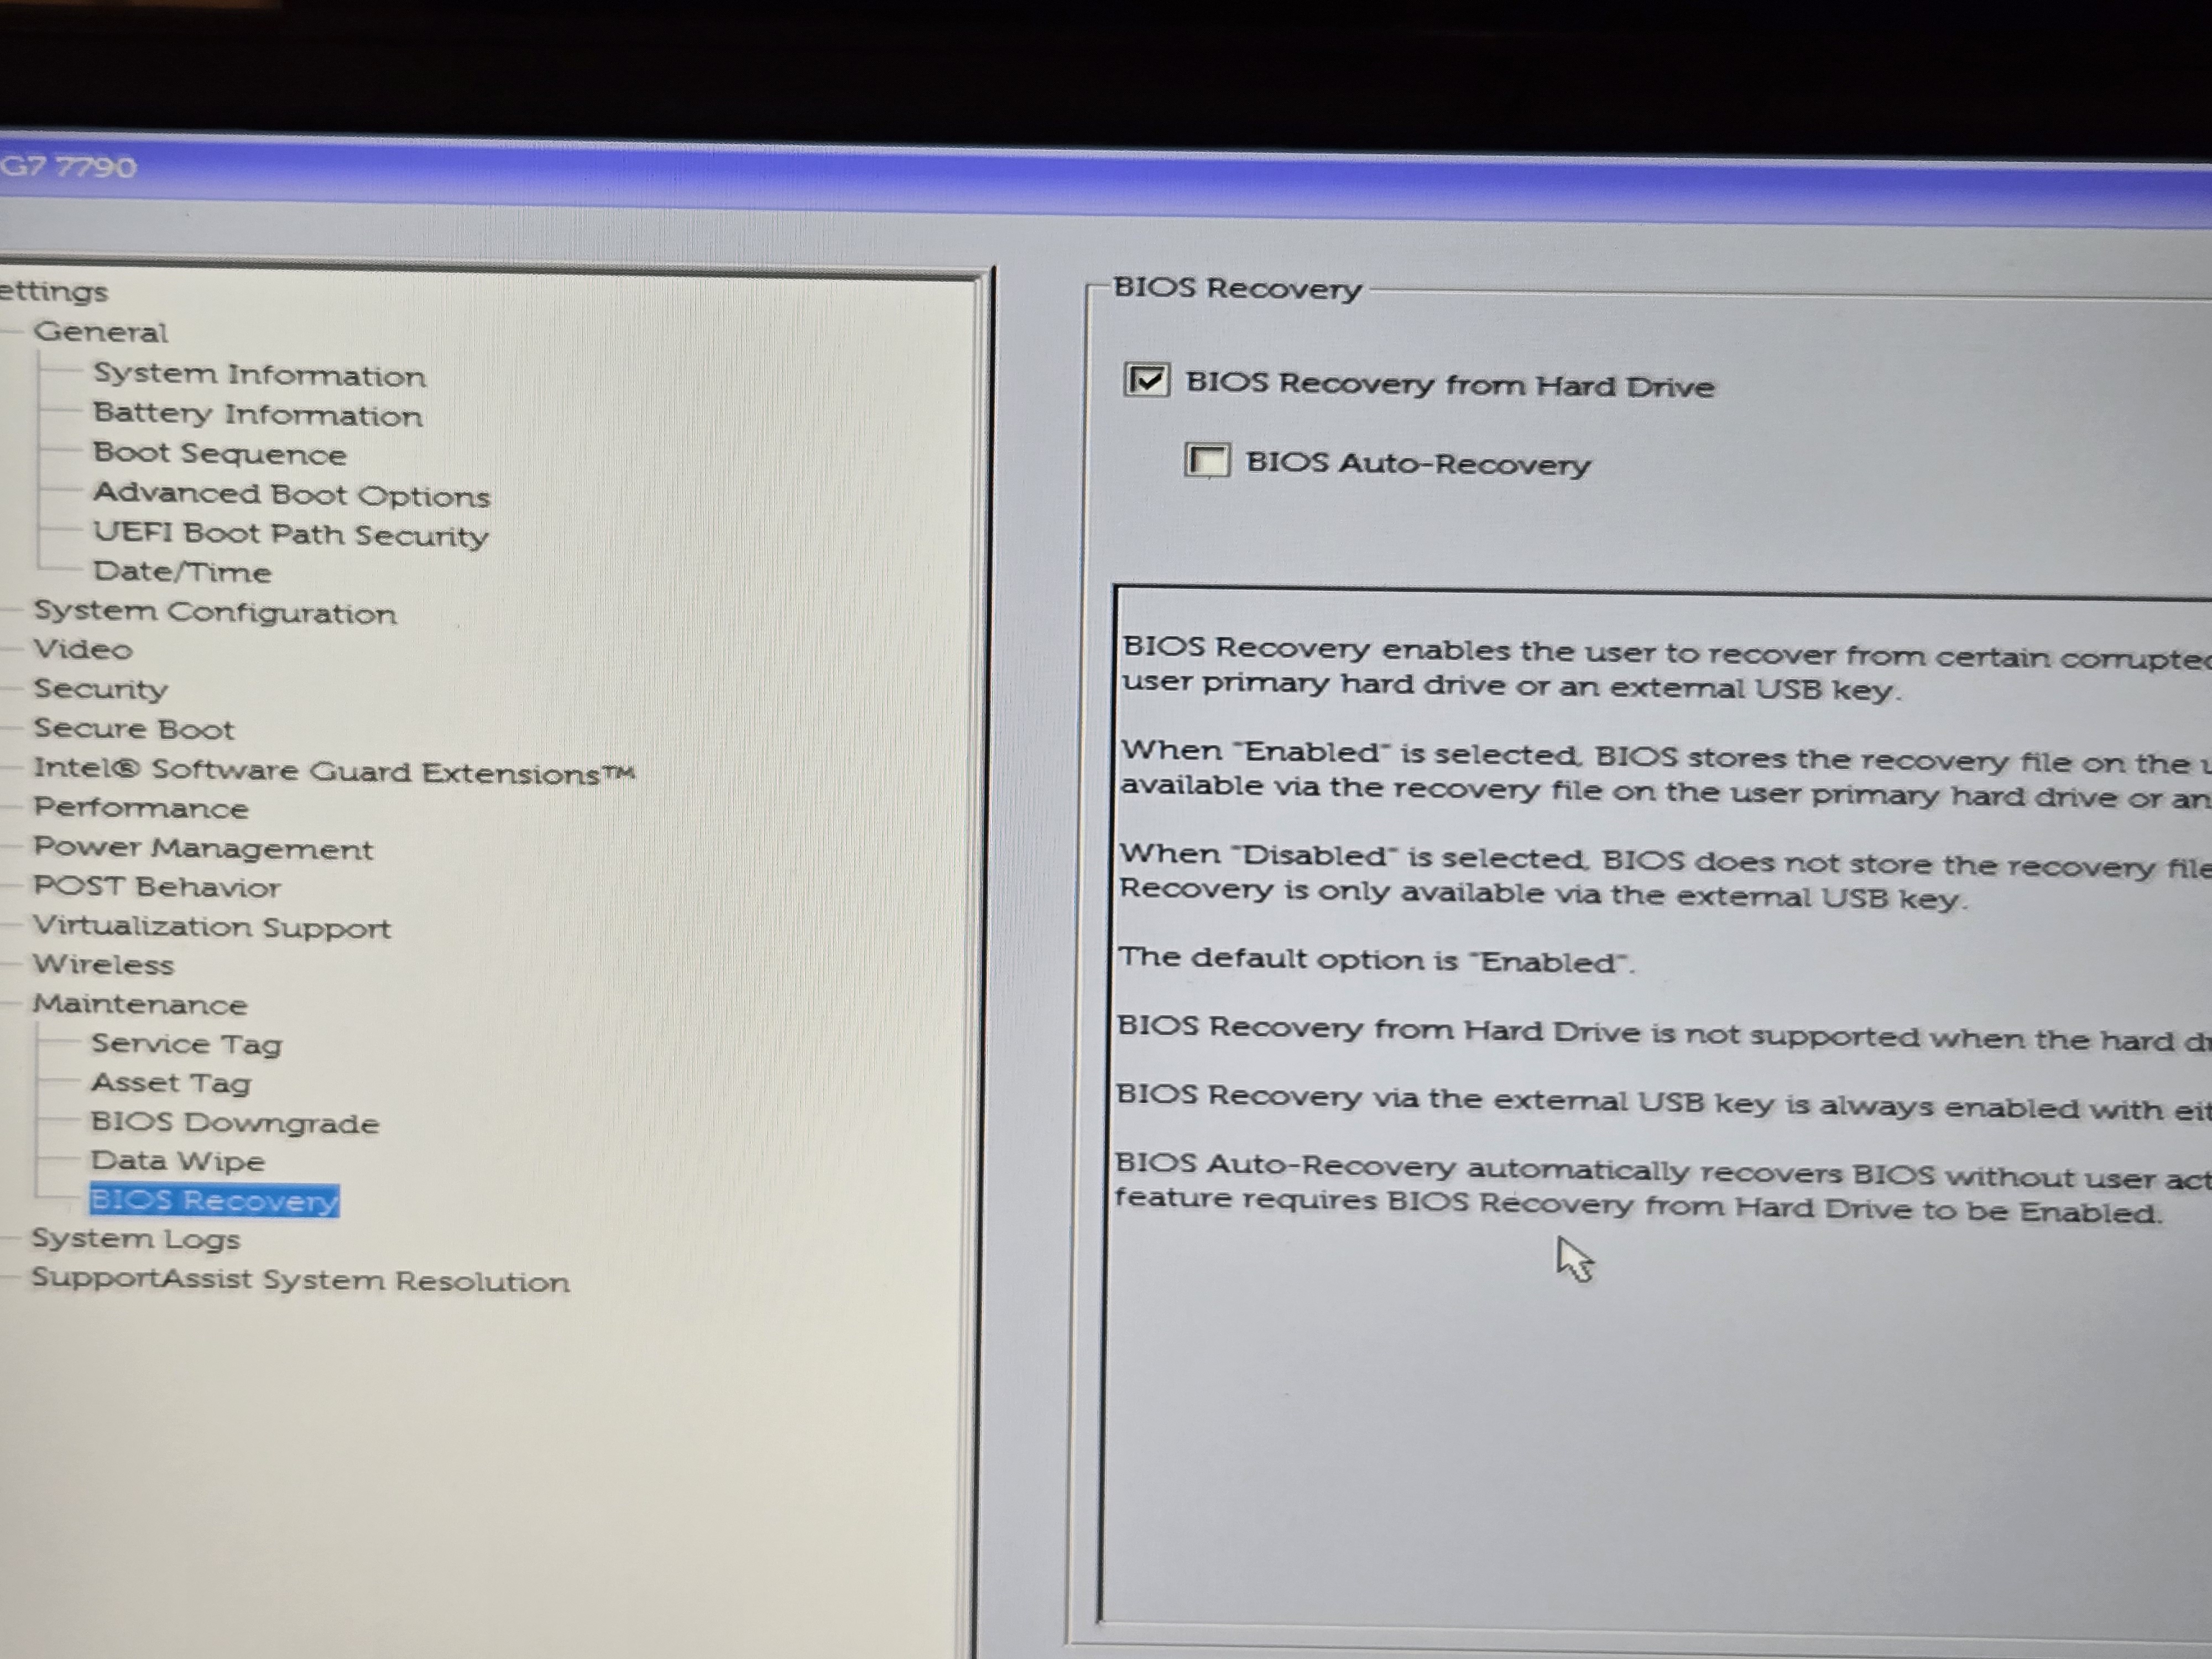 G7 7790
ettings
General
System Information
Battery Information
Boot Sequence
Advanced Boot Options
UEFI Boot Path Security
Date/Time
System Configuration
Video
Security
Secure Boot
Intel® Software Guard Extensions™
Performance
Power Management
POST Behavior
Virtualization Support
Wireless
Maintenance
Service Tag
Asset Tag
BIOS Downgrade
Data Wipe
BIOS Recovery
System Logs
SupportAssist System Resolution
BIOS Recovery
BIOS Recovery from Hard Drive
BIOS Auto-Recovery
BIOS Recovery enables the user to recover from certain corrupted
user primary hard drive or an external USB key.
When "Enabled" is selected, BIOS stores the recovery file on the u
available via the recovery file on the user primary hard drive or an
When "Disabled" is selected, BIOS does not store the recovery file
Recovery is only available via the external USB key.
The default option is "Enabled".
BIOS Recovery from Hard Drive is not supported when the hard dr
BIOS Recovery via the external USB key is always enabled with eit
BIOS Auto-Recovery automatically recovers BIOS without user act
feature requires BIOS Recovery from Hard Drive to be Enabled.